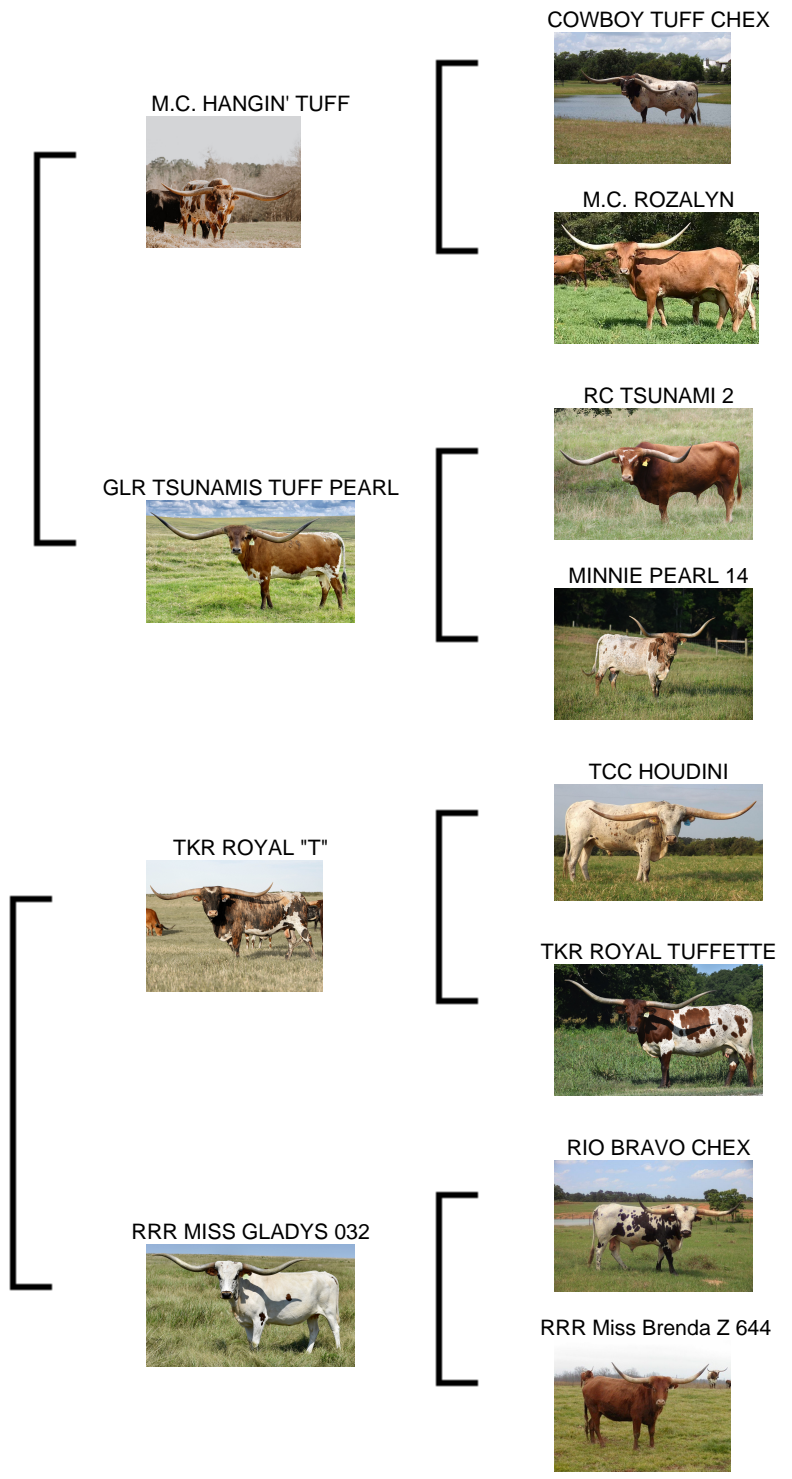 COWBOY TUFF CHEX
M.C. HANGIN' TUFF
M.C. ROZALYN
RC TSUNAMI 2
GLR TSUNAMIS TUFF PEARL
MINNIE PEARL 14
TCC HOUDINI
TKR ROYAL "T"
TKR ROYAL TUFFETTE
RIO BRAVO CHEX
RRR MISS GLADYS 032
RRR Miss Brenda Z 644